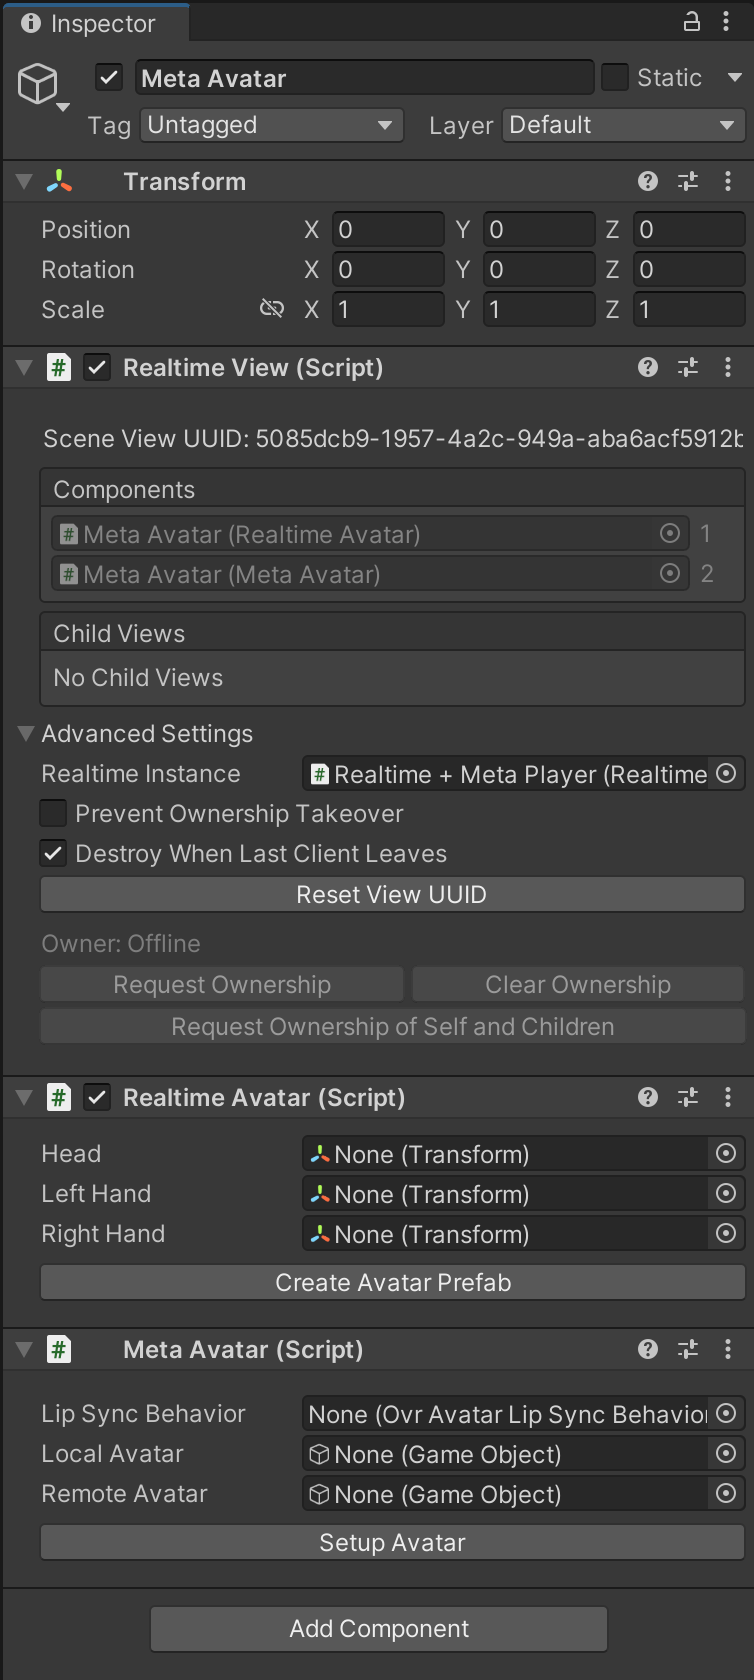 Inspector
Meta Avatar
Static
Tag Untagged Layer Default
Transform
Position X 0 Y 0 Z 0
Rotation X 0 Y 0 Z 0
Scale X 1 Y 1 Z 1
# Realtime View (Script)
Scene View UUID: 5085dcb9-1957-4a2c-949a-aba6acf5912b
Components
# Meta Avatar (Realtime Avatar) 1
# Meta Avatar (Meta Avatar) 2
Child Views
No Child Views
Advanced Settings
Realtime Instance # Realtime + Meta Player (Realtime
Prevent Ownership Takeover
Destroy When Last Client Leaves
Reset View UUID
Owner: Offline
Request Ownership Clear Ownership
Request Ownership of Self and Children
# Realtime Avatar (Script)
Head None (Transform)
Left Hand None (Transform)
Right Hand None (Transform)
Create Avatar Prefab
# Meta Avatar (Script)
Lip Sync Behavior None (Ovr Avatar Lip Sync Behavior
Local Avatar None (Game Object)
Remote Avatar None (Game Object)
Setup Avatar
Add Component